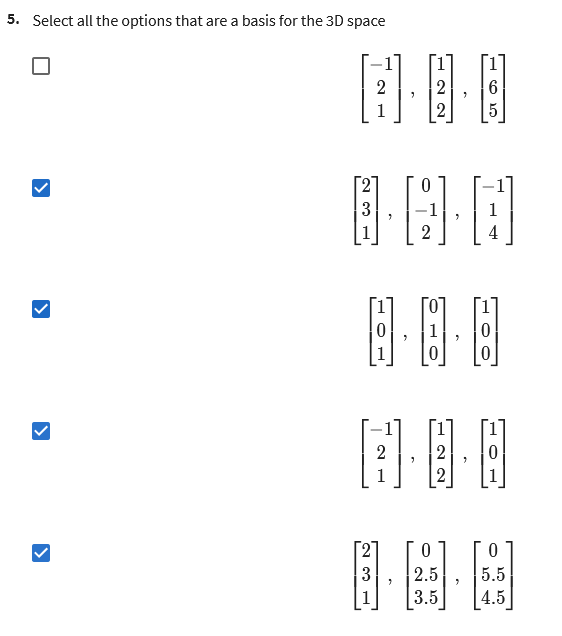 5. Select all the options that are a basis for the 3D space
−1 1 1
2 , 2 , 6
1 2 5
2 0 −1
3 , −1 , 1
1 2 4
1 0 1
0 , 1 , 0
1 0 0
−1 1 1
2 , 2 , 0
1 2 1
2 0 0
3 , 2.5 , 5.5
1 3.5 4.5